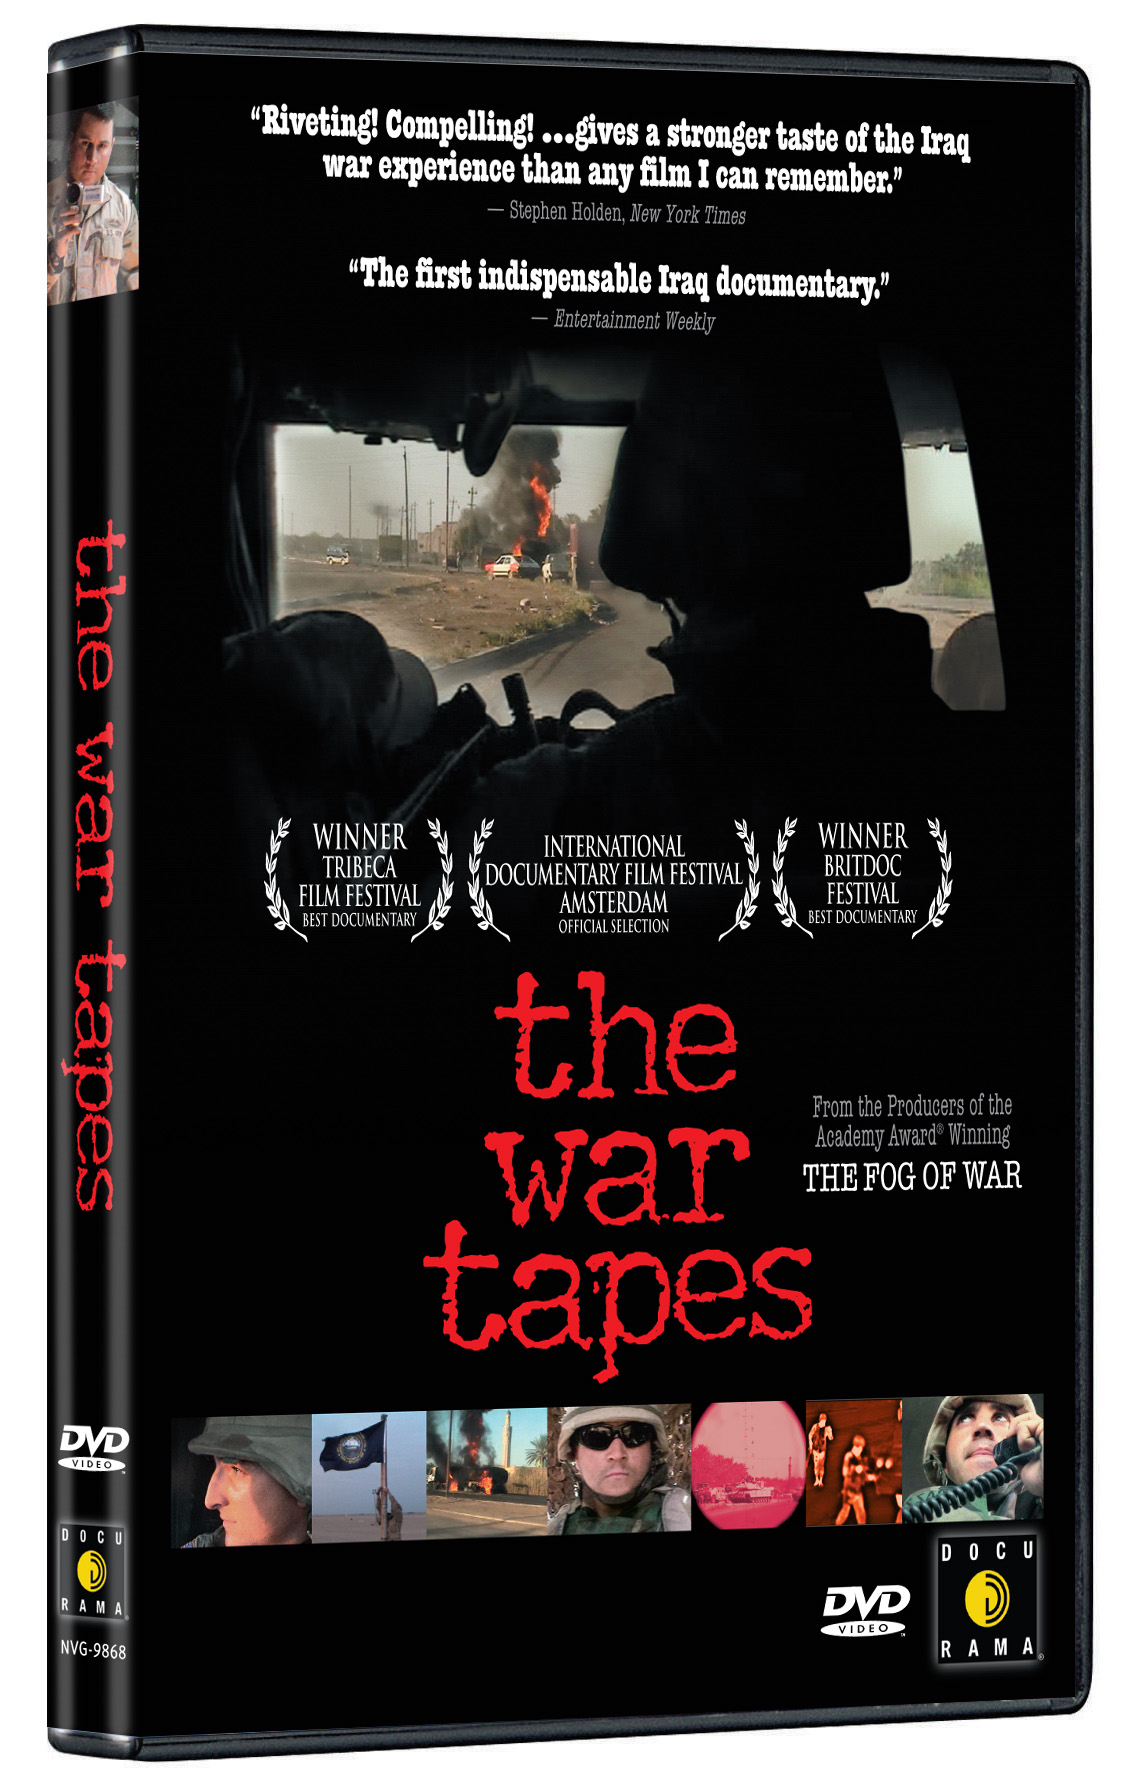 “Riveting! Compelling! ...gives a stronger taste of the Iraq
war experience than any film I can remember.”
— Stephen Holden, New York Times
“The first indispensable Iraq documentary.”
— Entertainment Weekly
WINNER
TRIBECA
FILM FESTIVAL
BEST DOCUMENTARY
INTERNATIONAL
DOCUMENTARY FILM FESTIVAL
AMSTERDAM
OFFICIAL SELECTION
WINNER
BRITDOC
FESTIVAL
BEST DOCUMENTARY
the
war
tapes
From the Producers of the
Academy Award® Winning
THE FOG OF WAR
DVD
VIDEO™
DOCU
RAMA®
the war tapes
DVD
VIDEO™
DOCU
RAMA®
NVG-9868